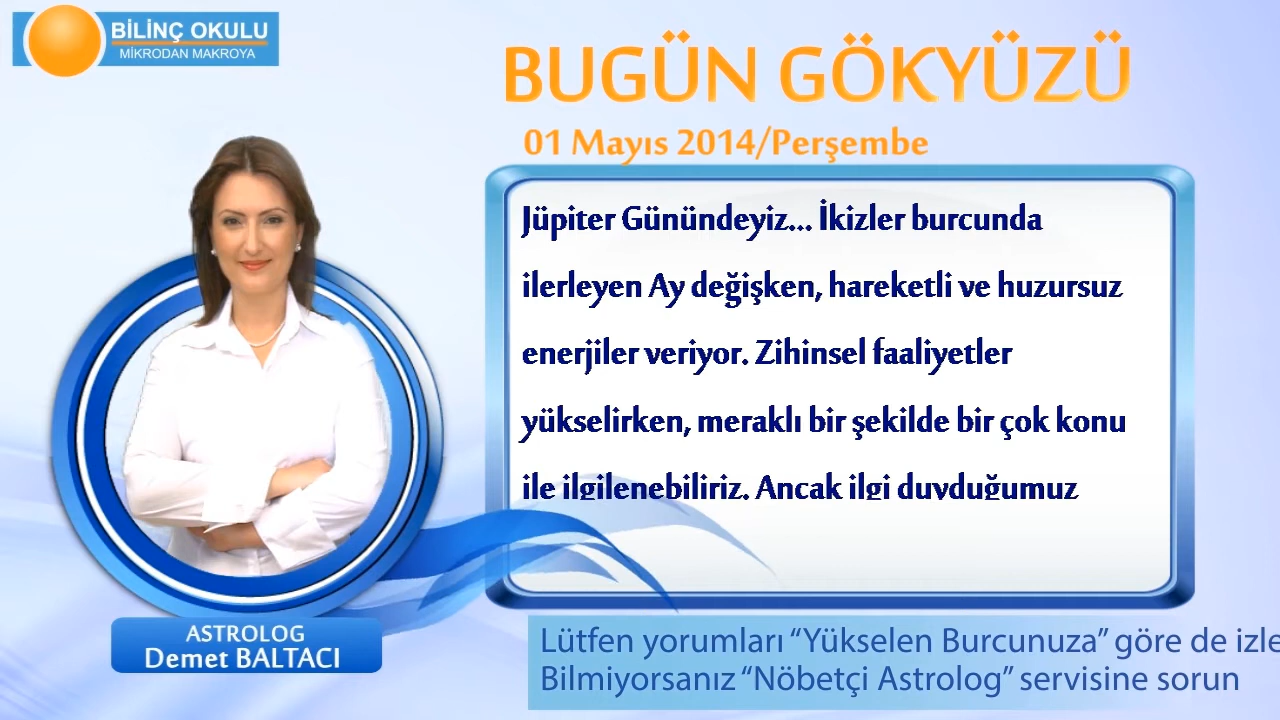 BİLİNÇ OKULU
MİKRODAN MAKROYA
BUGÜN GÖKYÜZÜ
01 Mayıs 2014/Perşembe
Jüpiter Günündeyiz... İkizler burcunda
ilerleyen Ay değişken, hareketli ve huzursuz
enerjiler veriyor. Zihinsel faaliyetler
yükselirken, meraklı bir şekilde bir çok konu
ile ilgilenebiliriz. Ancak ilgi duyduğumuz
ASTROLOG
Demet BALTACI
Lütfen yorumları “Yükselen Burcunuza” göre de izle
Bilmiyorsanız “Nöbetçi Astrolog” servisine sorun